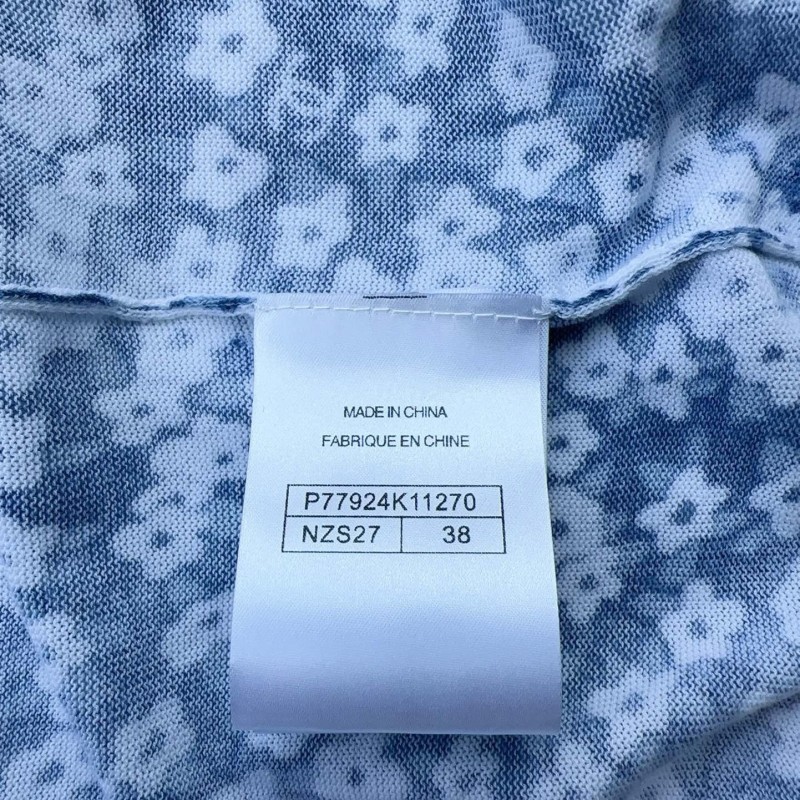 MADE IN CHINA
FABRIQUE EN CHINE
P77924K11270
NZS27 38